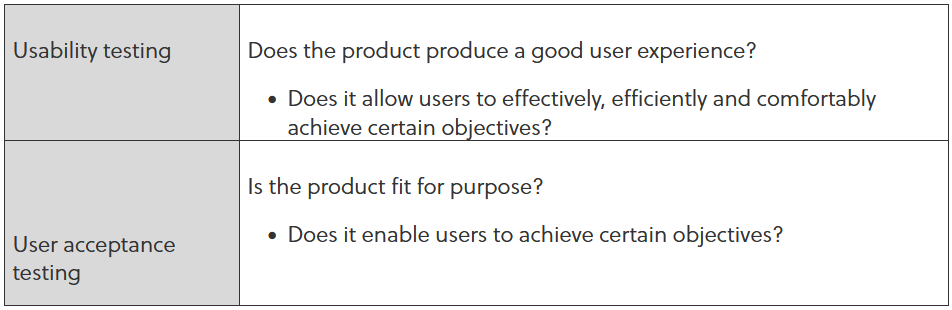 Usability testing
Does the product produce a good user experience?
• Does it allow users to effectively, efficiently and comfortably
achieve certain objectives?
User acceptance
testing
Is the product fit for purpose?
• Does it enable users to achieve certain objectives?